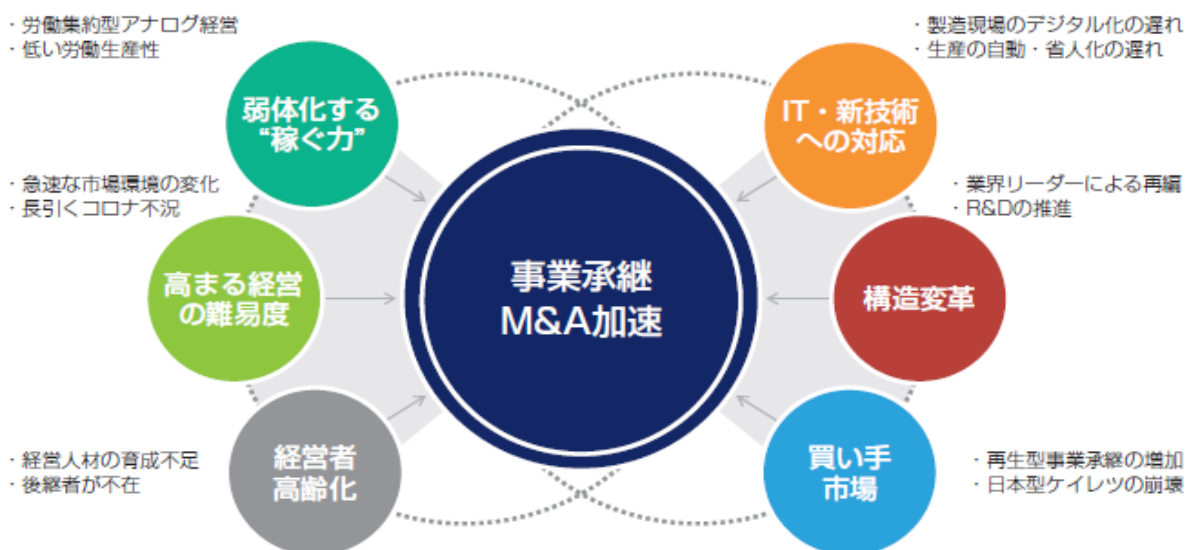 ・労働集約型アナログ経営
・低い労働生産性
弱体化する
“稼ぐ力”
・急速な市場環境の変化
・長引くコロナ不況
高まる経営
の難易度
・経営人材の育成不足
・後継者が不在
経営者
高齢化
事業承継
M&A加速
・製造現場のデジタル化の遅れ
・生産の自動・省人化の遅れ
IT・新技術
への対応
・業界リーダーによる再編
・R&Dの推進
構造変革
買い手
市場
・再生型事業承継の増加
・日本型ケイレツの崩壊